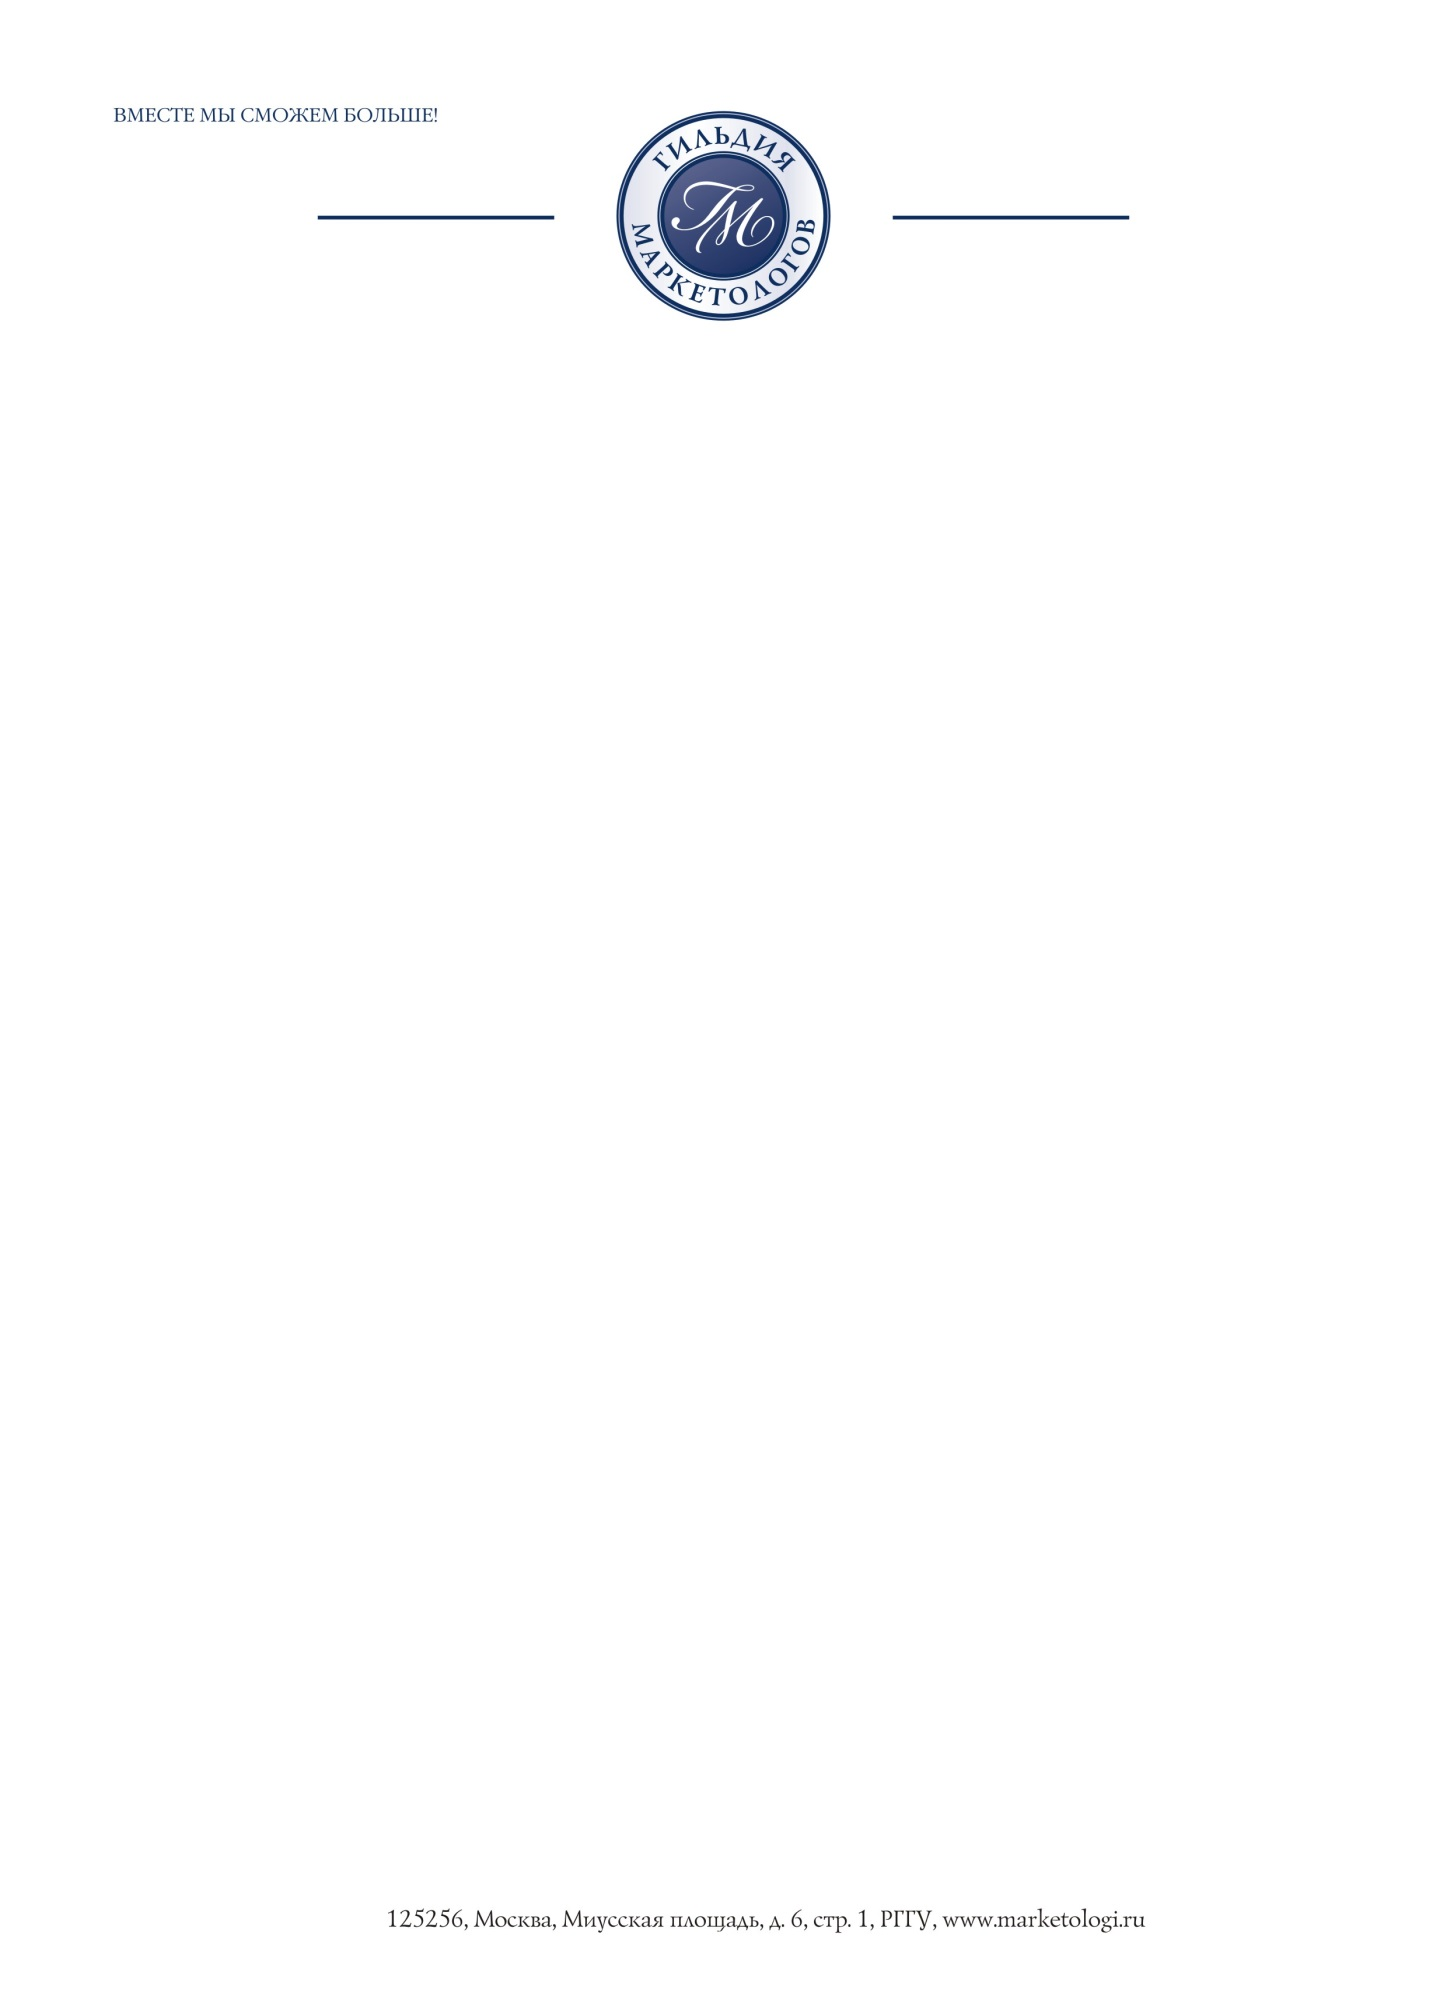 ВМЕСТЕ МЫ СМОЖЕМ БОЛЬШЕ!
ГИЛЬДИЯ
ГМ
МАРКЕТОЛОГОВ
125256, Москва, Миусская площадь, д. 6, стр. 1, РГГУ, www.marketologi.ru